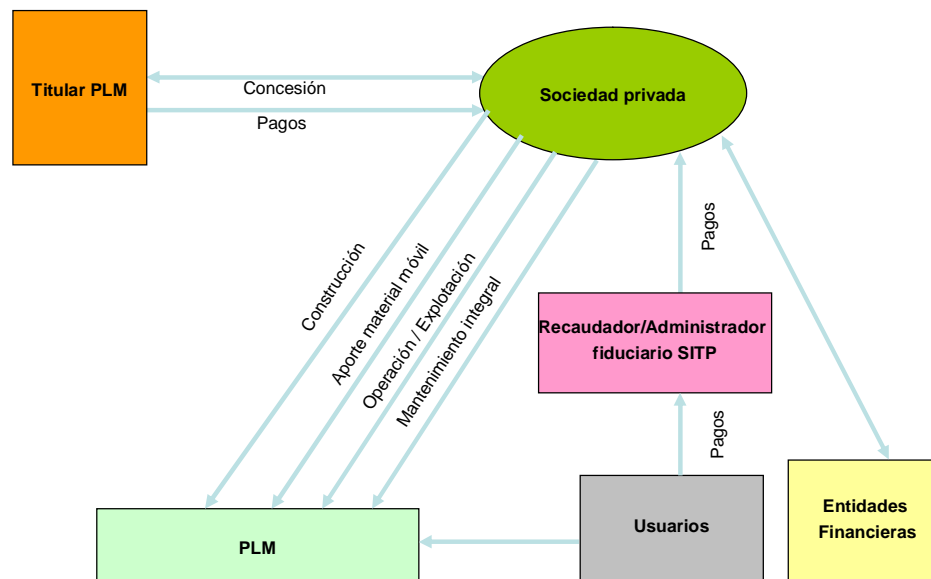 Titular PLM
Concesión
Pagos
Sociedad privada
Construcción
Aporte material móvil
Operación / Explotación
Mantenimiento integral
Pagos
Recaudador/Administrador
fiduciario SITP
Pagos
PLM
Usuarios
Entidades
Financieras